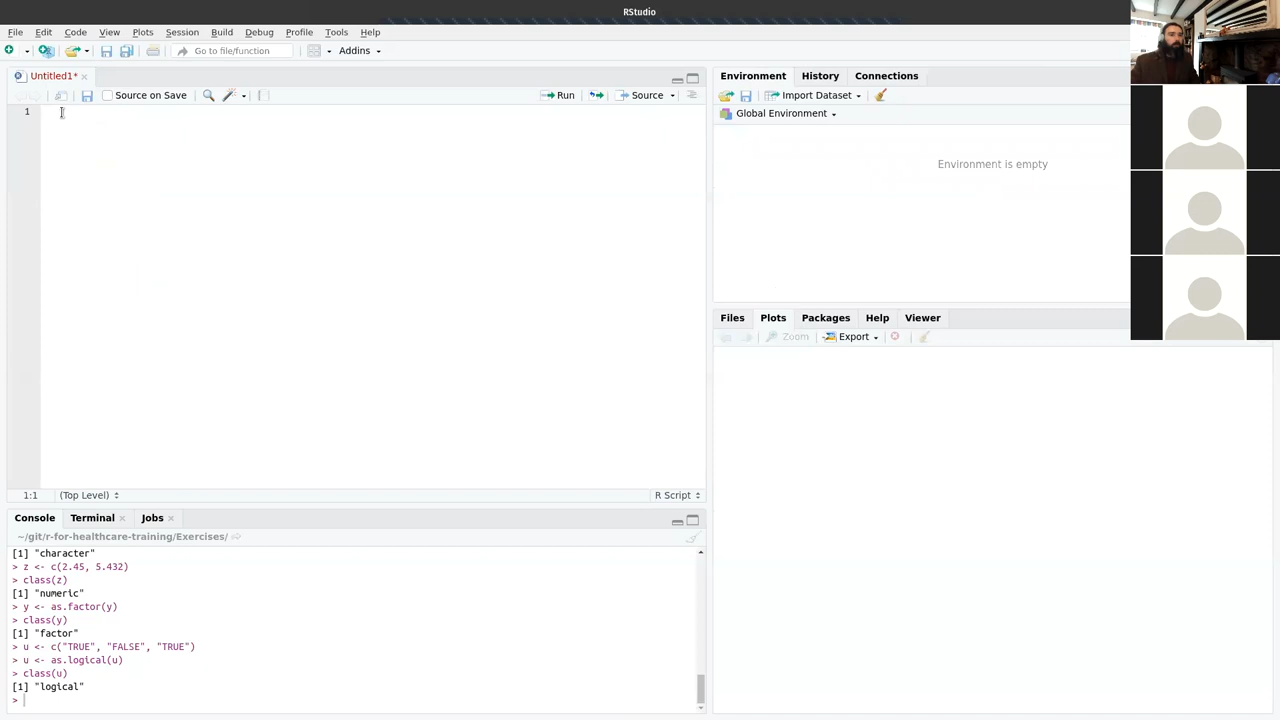 RStudio
File Edit Code View Plots Session Build Debug Profile Tools Help
Go to file/function Addins
Untitled1*
Source on Save Run Source
1
1:1 (Top Level) R Script
Console Terminal Jobs
~/git/r-for-healthcare-training/Exercises/
[1] "character"
> z <- c(2.45, 5.432)
> class(z)
[1] "numeric"
> y <- as.factor(y)
> class(y)
[1] "factor"
> u <- c("TRUE", "FALSE", "TRUE")
> u <- as.logical(u)
> class(u)
[1] "logical"
>
Environment History Connections
Import Dataset
Global Environment
Environment is empty
Files Plots Packages Help Viewer
Zoom Export